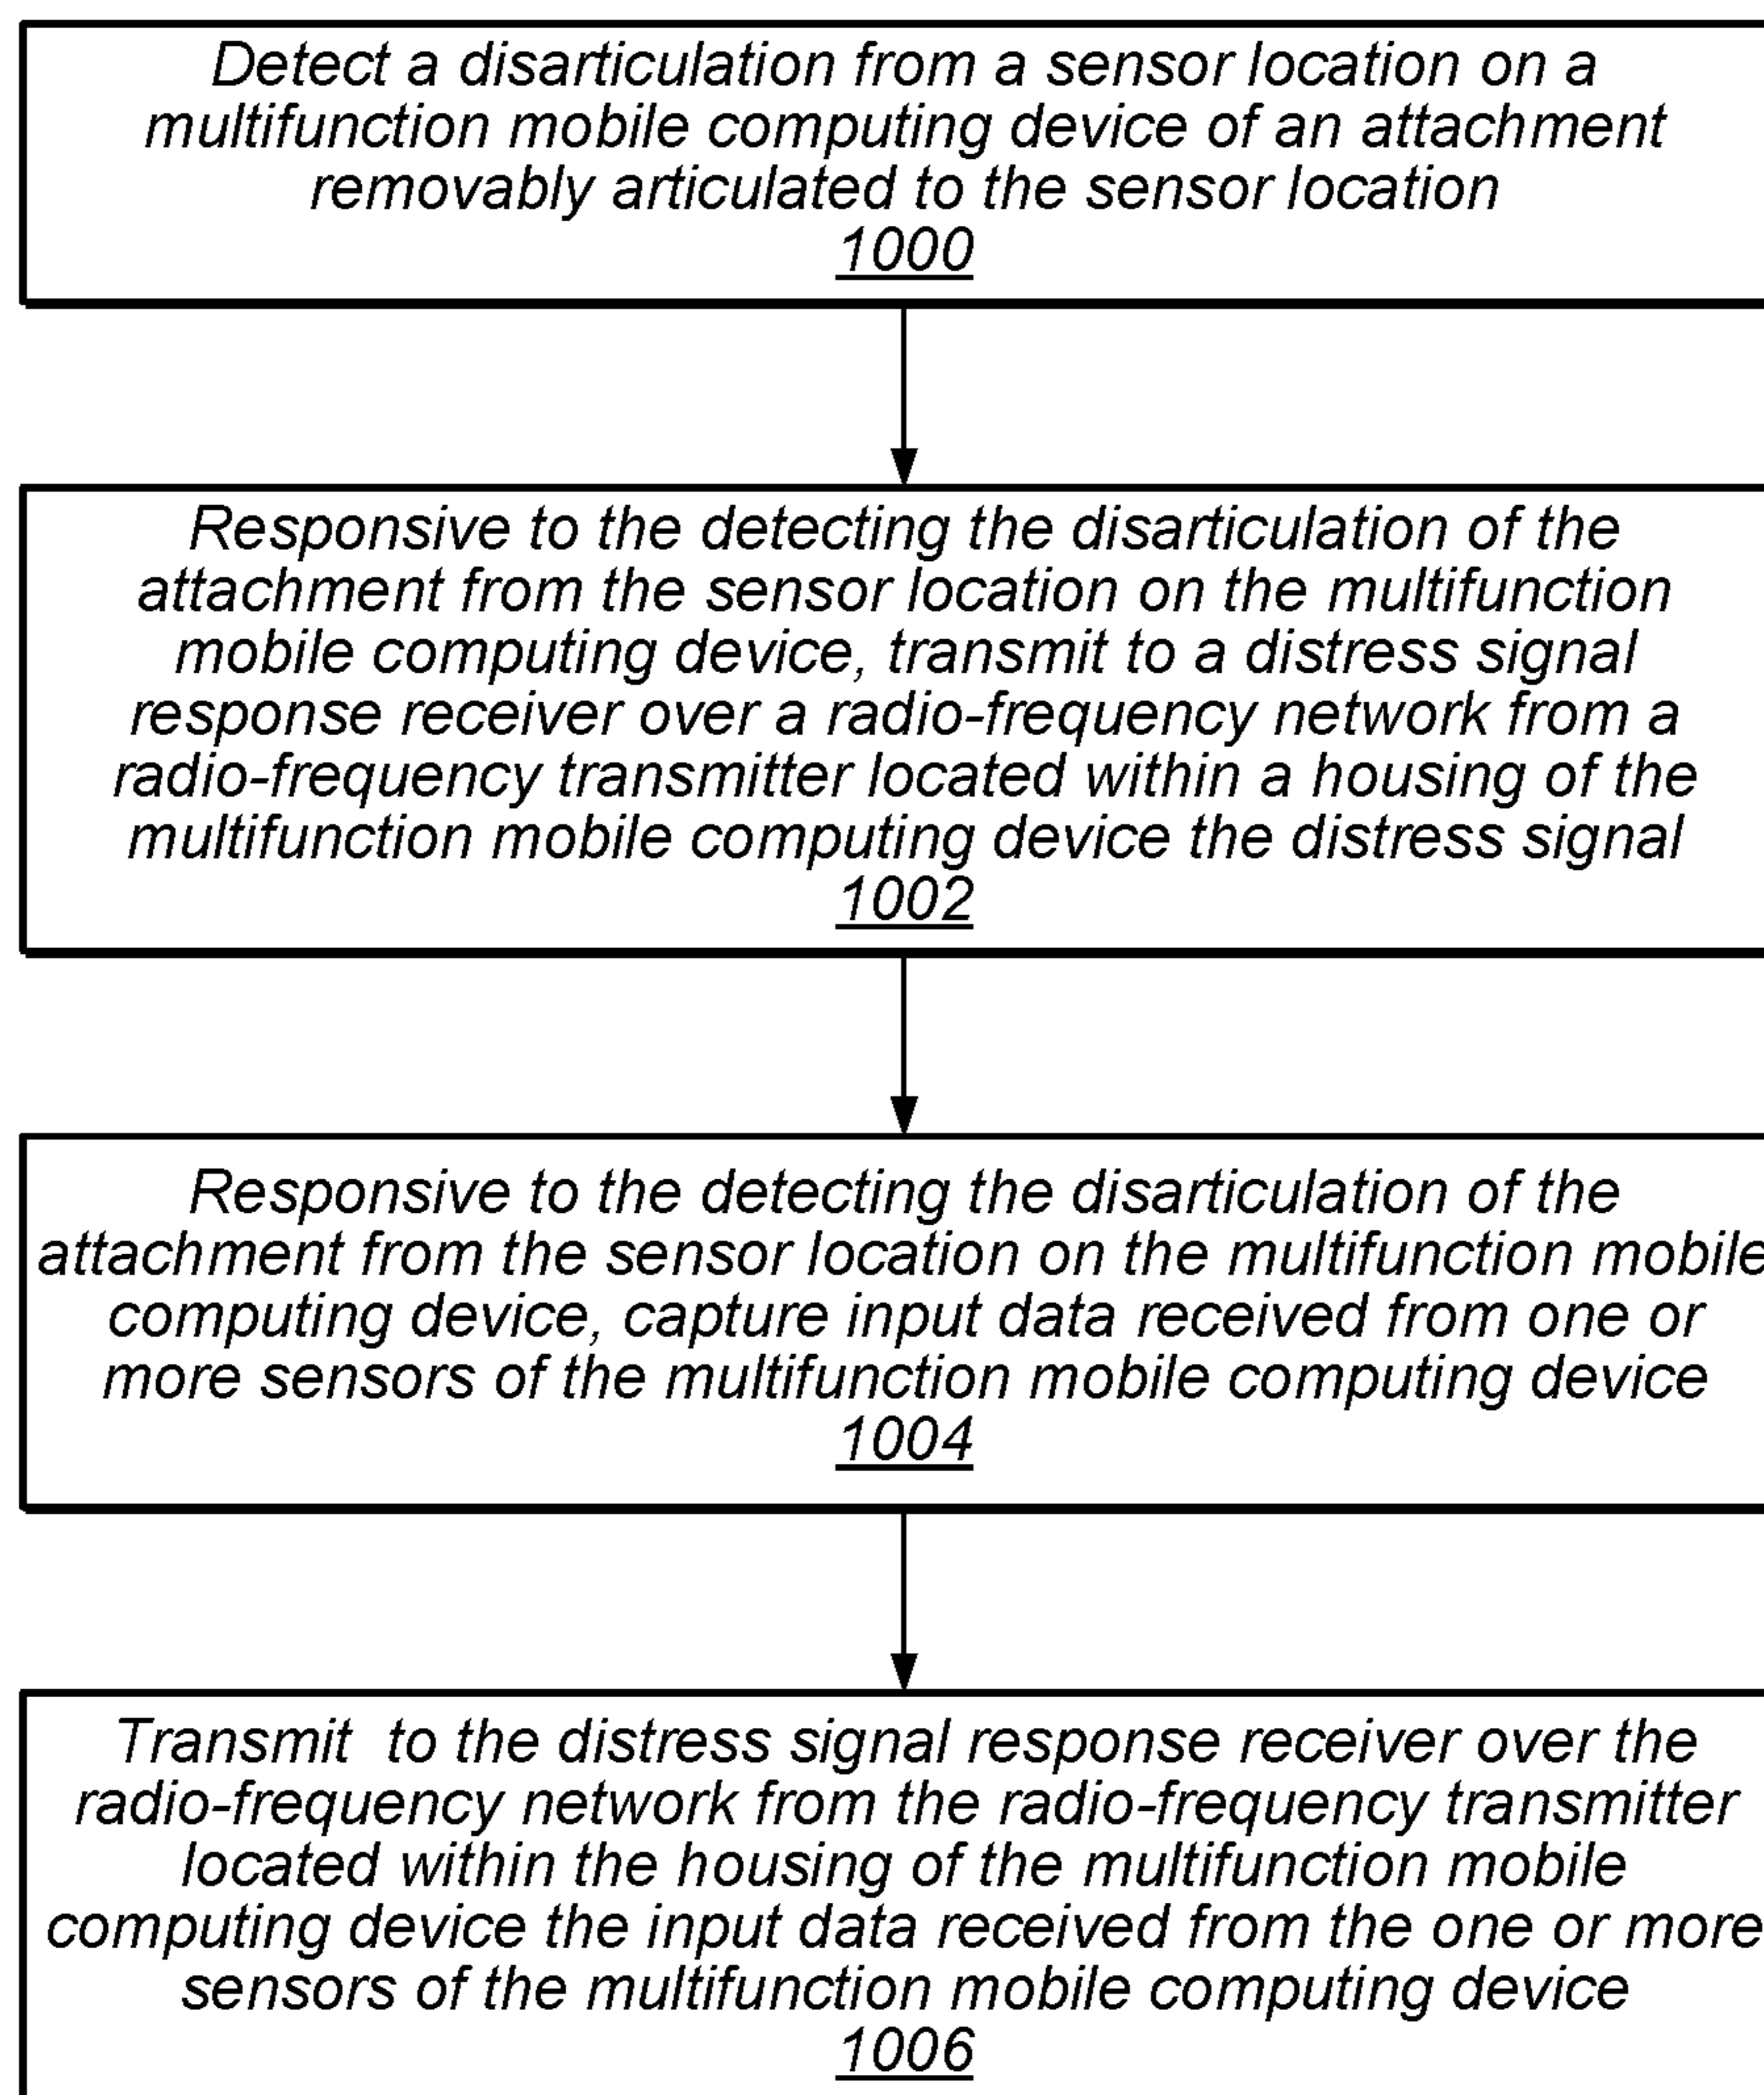 Detect a disarticulation from a sensor location on a
multifunction mobile computing device of an attachment
removably articulated to the sensor location
1000
Responsive to the detecting the disarticulation of the
attachment from the sensor location on the multifunction
mobile computing device, transmit to a distress signal
response receiver over a radio-frequency network from a
radio-frequency transmitter located within a housing of the
multifunction mobile computing device the distress signal
1002
Responsive to the detecting the disarticulation of the
attachment from the sensor location on the multifunction mobile
computing device, capture input data received from one or
more sensors of the multifunction mobile computing device
1004
Transmit  to the distress signal response receiver over the
radio-frequency network from the radio-frequency transmitter
located within the housing of the multifunction mobile
computing device the input data received from the one or more
sensors of the multifunction mobile computing device
1006